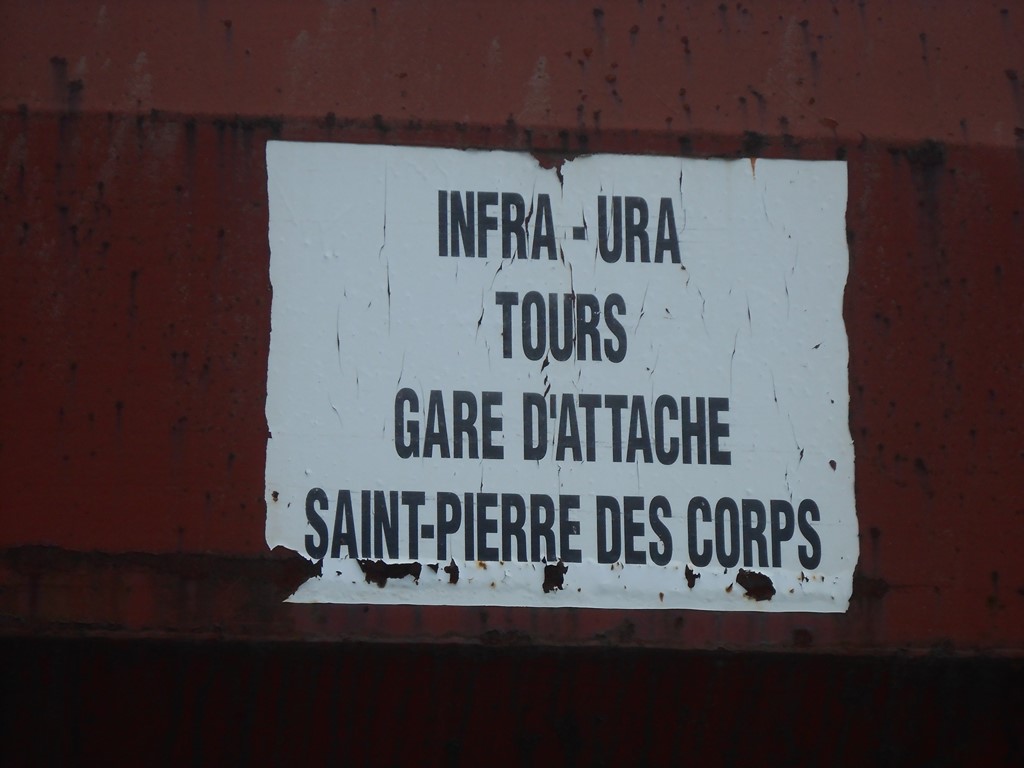 INFRA - URA
TOURS
GARE D'ATTACHE
SAINT-PIERRE DES CORPS